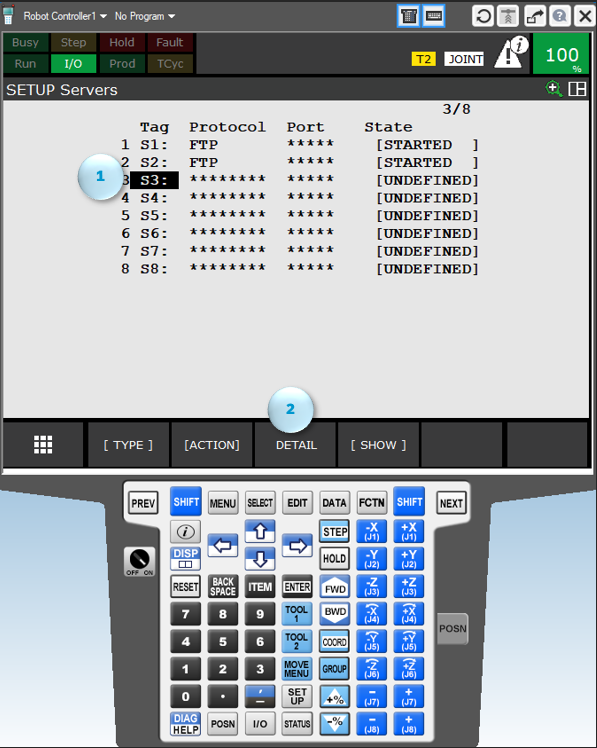 Robot Controller1 No Program
Busy Step Hold Fault
Run I/O Prod TCyc
T2 JOINT i 100 %
SETUP Servers
3/8
Tag Protocol Port State
1 S1: FTP ***** [STARTED ]
2 S2: FTP ***** [STARTED ]
3 S3: ******** ***** [UNDEFINED]
4 S4: ******** ***** [UNDEFINED]
5 S5: ******** ***** [UNDEFINED]
6 S6: ******** ***** [UNDEFINED]
7 S7: ******** ***** [UNDEFINED]
8 S8: ******** ***** [UNDEFINED]
1
2
[ TYPE ] [ACTION] DETAIL [ SHOW ]
PREV SHIFT MENU SELECT EDIT DATA FCTN SHIFT NEXT
i STEP -X (J1) +X (J1)
DISP HOLD -Y (J2) +Y (J2)
OFF ON
RESET BACK SPACE ITEM ENTER FWD -Z (J3) +Z (J3)
7 8 9 TOOL 1 BWD -X (J4) +X (J4)
4 5 6 TOOL 2 COORD -Y (J5) +Y (J5)
POSN
1 2 3 MOVE MENU GROUP -Z (J6) +Z (J6)
0 . ‚ – SET UP +% - (J7) + (J7)
DIAG HELP POSN I/O STATUS -% - (J8) + (J8)